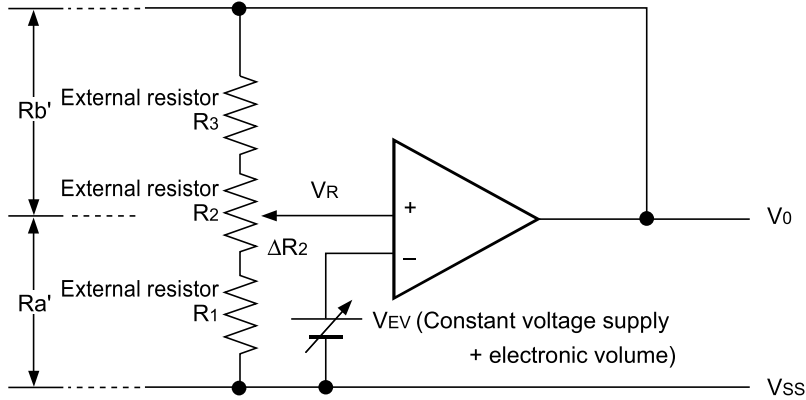 External resistor
R3
Rb'
External resistor
R2
VR
+
V0
ΔR2
−
External resistor
R1
Ra'
VEV (Constant voltage supply
+ electronic volume)
VSS